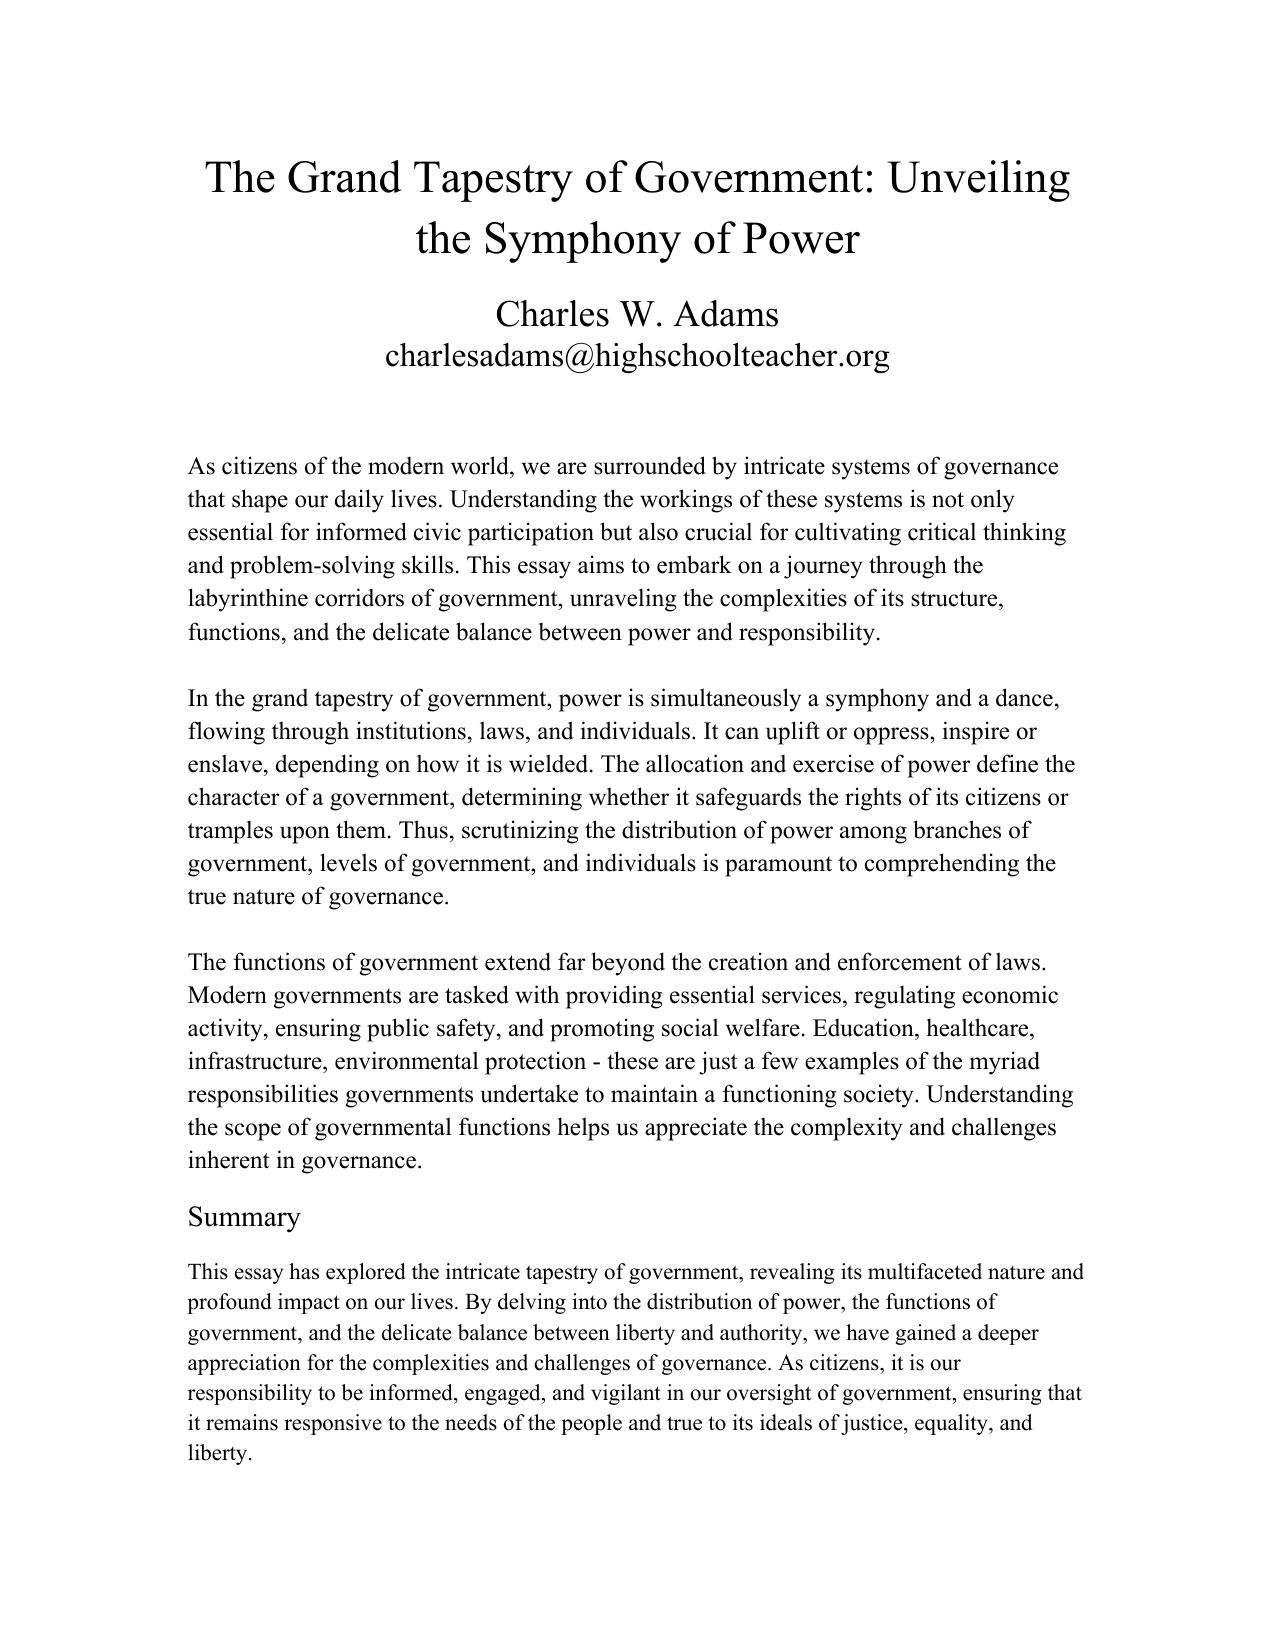 The Grand Tapestry of Government: Unveiling
the Symphony of Power
Charles W. Adams
charlesadams@highschoolteacher.org
As citizens of the modern world, we are surrounded by intricate systems of governance
that shape our daily lives. Understanding the workings of these systems is not only
essential for informed civic participation but also crucial for cultivating critical thinking
and problem-solving skills. This essay aims to embark on a journey through the
labyrinthine corridors of government, unraveling the complexities of its structure,
functions, and the delicate balance between power and responsibility.
In the grand tapestry of government, power is simultaneously a symphony and a dance,
flowing through institutions, laws, and individuals. It can uplift or oppress, inspire or
enslave, depending on how it is wielded. The allocation and exercise of power define the
character of a government, determining whether it safeguards the rights of its citizens or
tramples upon them. Thus, scrutinizing the distribution of power among branches of
government, levels of government, and individuals is paramount to comprehending the
true nature of governance.
The functions of government extend far beyond the creation and enforcement of laws.
Modern governments are tasked with providing essential services, regulating economic
activity, ensuring public safety, and promoting social welfare. Education, healthcare,
infrastructure, environmental protection - these are just a few examples of the myriad
responsibilities governments undertake to maintain a functioning society. Understanding
the scope of governmental functions helps us appreciate the complexity and challenges
inherent in governance.
Summary
This essay has explored the intricate tapestry of government, revealing its multifaceted nature and
profound impact on our lives. By delving into the distribution of power, the functions of
government, and the delicate balance between liberty and authority, we have gained a deeper
appreciation for the complexities and challenges of governance. As citizens, it is our
responsibility to be informed, engaged, and vigilant in our oversight of government, ensuring that
it remains responsive to the needs of the people and true to its ideals of justice, equality, and
liberty.